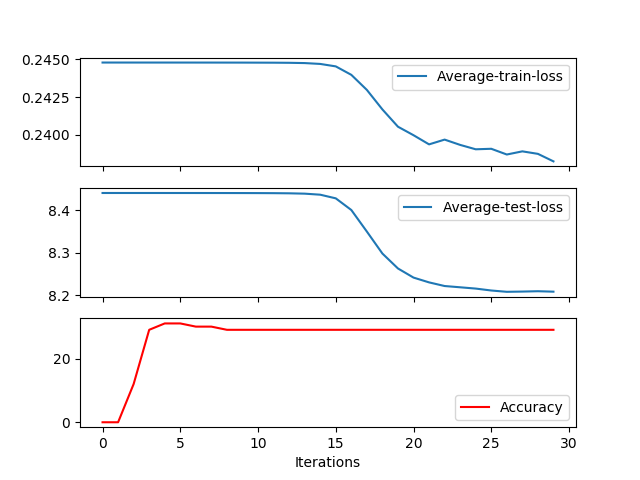 0.2450
Average-train-loss
0.2425
0.2400
Average-test-loss
8.4
8.3
8.2
20
Accuracy
0
0 5 10 15 20 25 30
Iterations